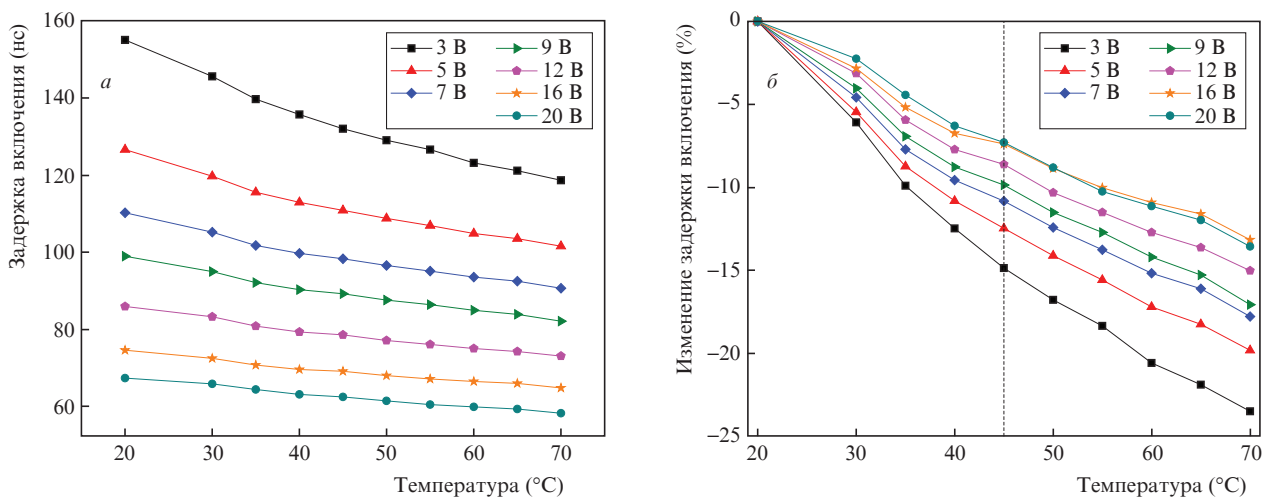 160
140
120
100
80
60
Задержка включения (нс)
а
3 В
5 В
7 В
9 В
12 В
16 В
20 В
20 30 40 50 60 70
Температура (°C)
0
–5
–10
–15
–20
–25
Изменение задержки включения (%)
б
3 В
5 В
7 В
9 В
12 В
16 В
20 В
20 30 40 50 60 70
Температура (°C)